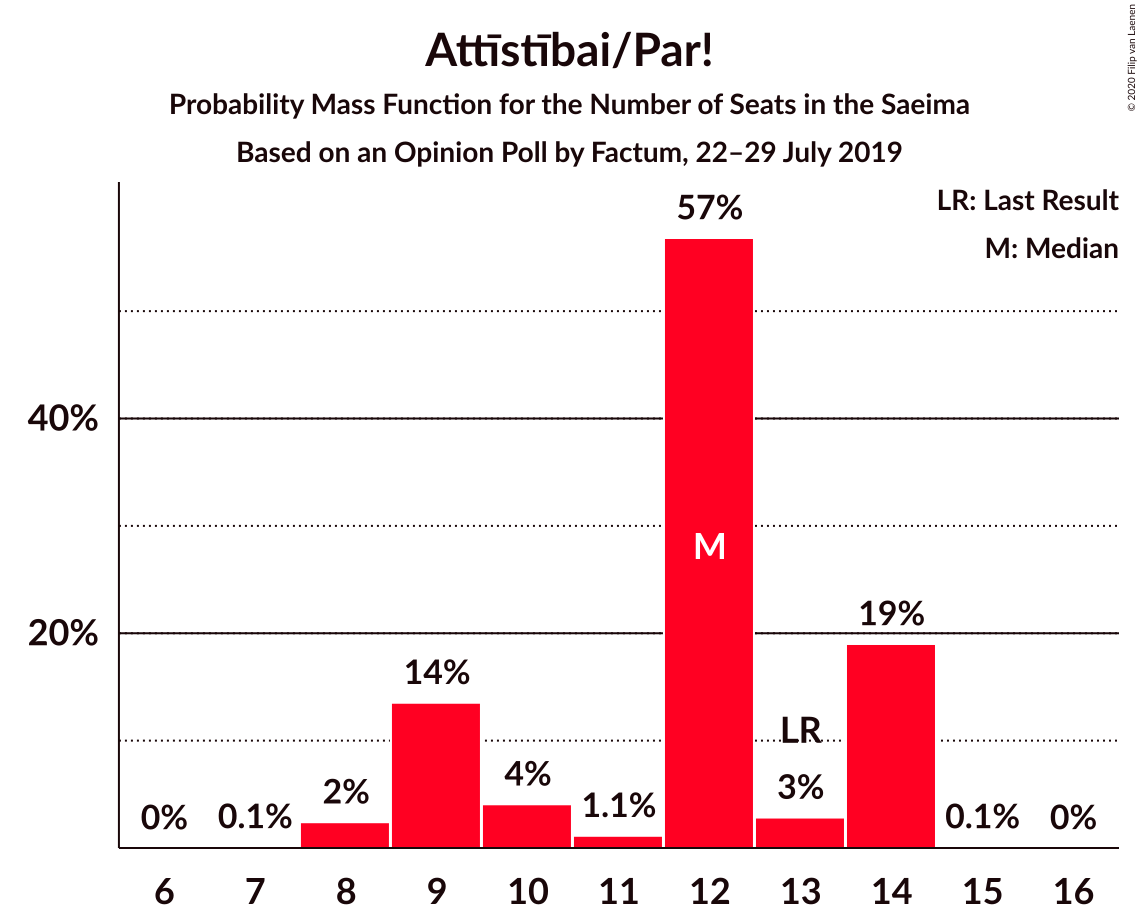 Attīstībai/Par!
Probability Mass Function for the Number of Seats in the Saeima
Based on an Opinion Poll by Factum, 22–29 July 2019
© 2020 Filip van Laenen
LR: Last Result
M: Median
57%
40%
M
20%
19%
14%
LR
4%
3%
2%
1.1%
0%
0.1%
0.1%
0%
6 7 8 9 10 11 12 13 14 15 16